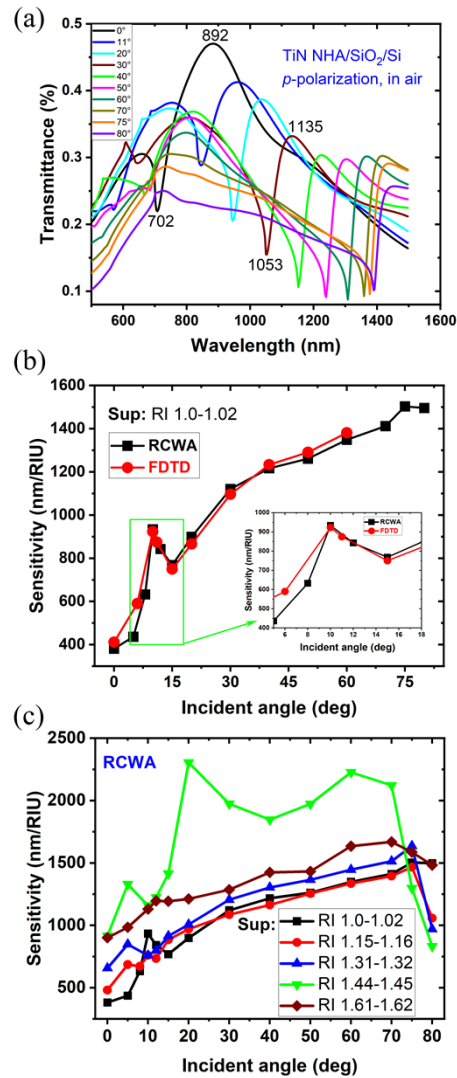 (a)
0°
11°
20°
30°
40°
50°
60°
70°
75°
80°
892
TiN NHA/SiO₂/Si
p-polarization, in air
1135
702
1053
0.5
0.4
0.3
0.2
0.1
Transmittance (%)
600 800 1000 1200 1400 1600
Wavelength (nm)
(b)
Sup: RI 1.0-1.02
RCWA
FDTD
1600
1400
1200
1000
800
600
400
Sensitivity (nm/RIU)
RCWA
FDTD
1000
900
800
700
600
500
400
Sensitivity (nm/RIU)
6 8 10 12 14 16 18
Incident angle (deg)
0 15 30 45 60 75
Incident angle (deg)
(c)
RCWA
2500
2000
1500
1000
500
Sensitivity (nm/RIU)
Sup:
RI 1.0-1.02
RI 1.15-1.16
RI 1.31-1.32
RI 1.44-1.45
RI 1.61-1.62
0 10 20 30 40 50 60 70 80
Incident angle (deg)